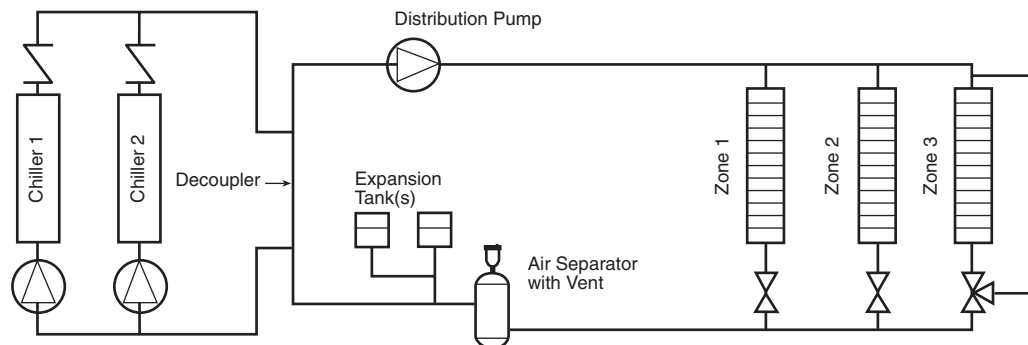 Distribution Pump
Chiller 1
Chiller 2
Decoupler
Expansion
Tank(s)
Zone 1
Zone 2
Zone 3
Air Separator
with Vent